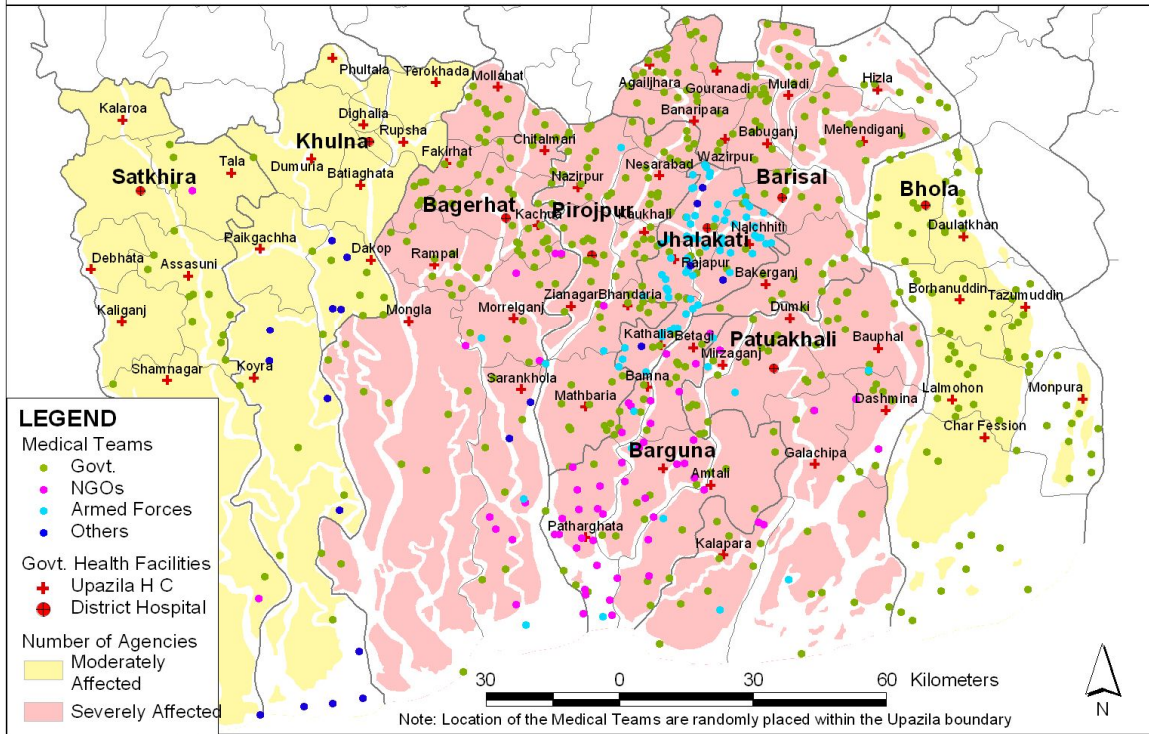 Phultala
Terokhada
Mollahat
Agailjhara
Gouranadi
Muladi
Hizla
Kalaroa
Dighalla
Rupsha
Khulna
Banaripara
Babuganj
Mehendiganj
Chitalmari
Fakirhat
Tala
Dumuria
Batiaghata
Satkhira
Nazirpur
Nesarabad
Wazirpur
Barisal
Bhola
Bagerhat
Kachua
Pirojpur
Kaukhali
Jhalakati
Nalchhiti
Daulatkhan
Paikgachha
Dakop
Rampal
Rajapur
Bakerganj
Debhata
Assasuni
Kaliganj
Mongla
Morrelganj
Zianagar
Bhandaria
Dumki
Borhanuddin
Tazumuddin
Kathalia
Betagi
Mirzaganj
Patuakhali
Bauphal
Shamnagar
Koyra
Sarankhola
Mathbaria
Bamna
Dashmina
Lalmohon
Monpura
Char Fession
Barguna
Amtali
Galachipa
Patharghata
Kalapara
LEGEND
Medical Teams
Govt.
NGOs
Armed Forces
Others
Govt. Health Facilities
Upazila H C
District Hospital
Number of Agencies
Moderately
Affected
Severely Affected
30 0 30 60 Kilometers
Note: Location of the Medical Teams are randomly placed within the Upazila boundary
N